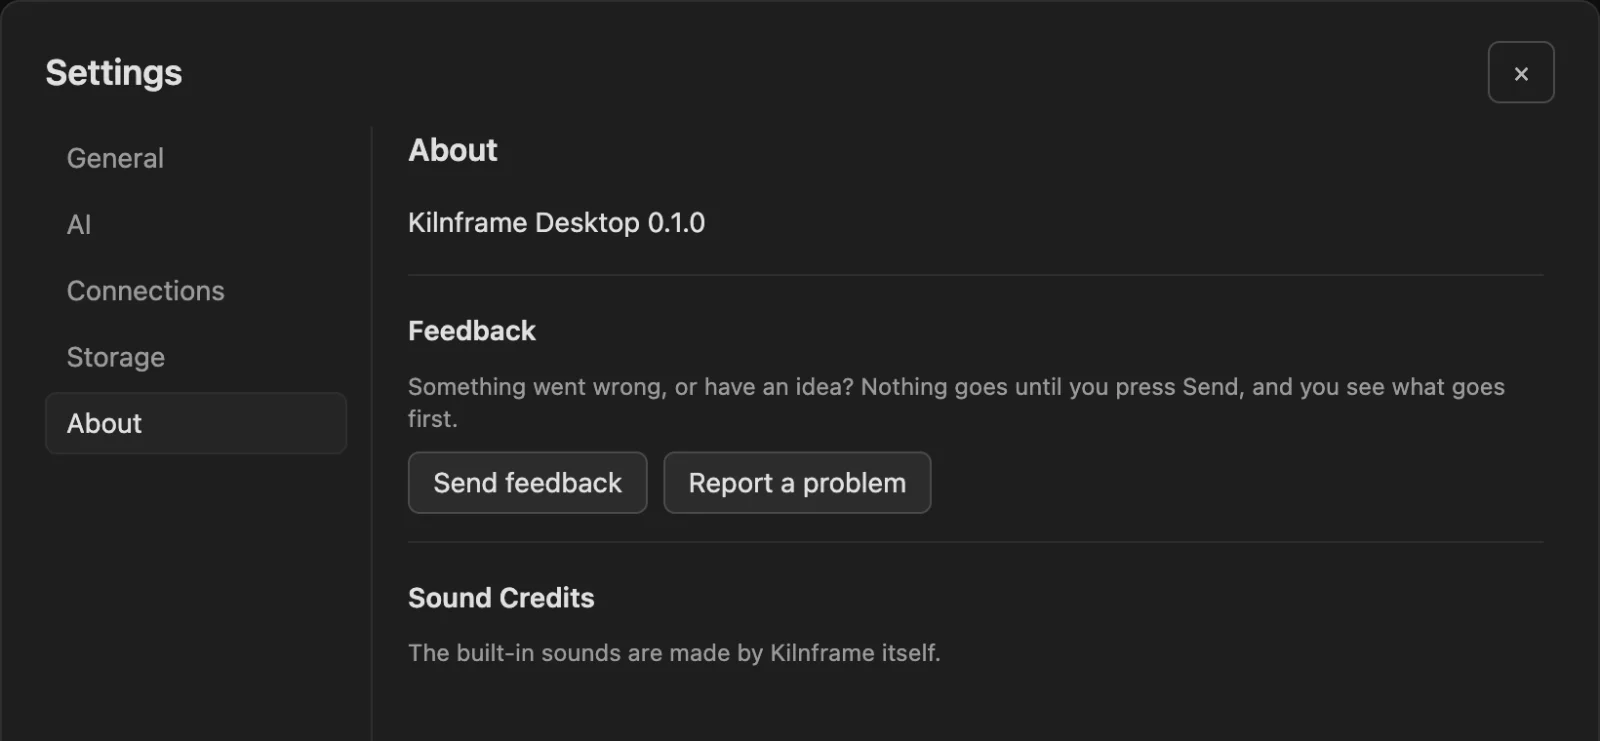 Settings
×
General
AI
Connections
Storage
About
About
Kilnframe Desktop 0.1.0
Feedback
Something went wrong, or have an idea? Nothing goes until you press Send, and you see what goes
first.
Send feedback
Report a problem
Sound Credits
The built-in sounds are made by Kilnframe itself.